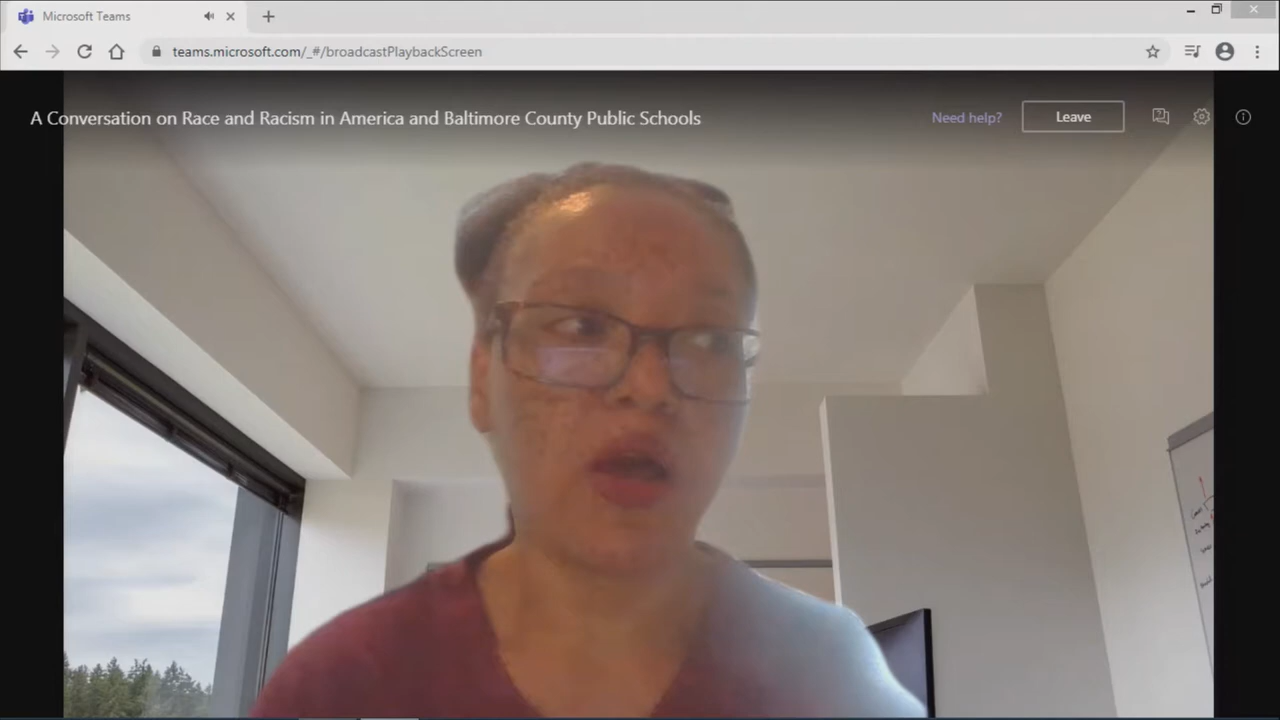 Microsoft Teams
teams.microsoft.com/_#/broadcastPlaybackScreen
A Conversation on Race and Racism in America and Baltimore County Public Schools
Need help?
Leave